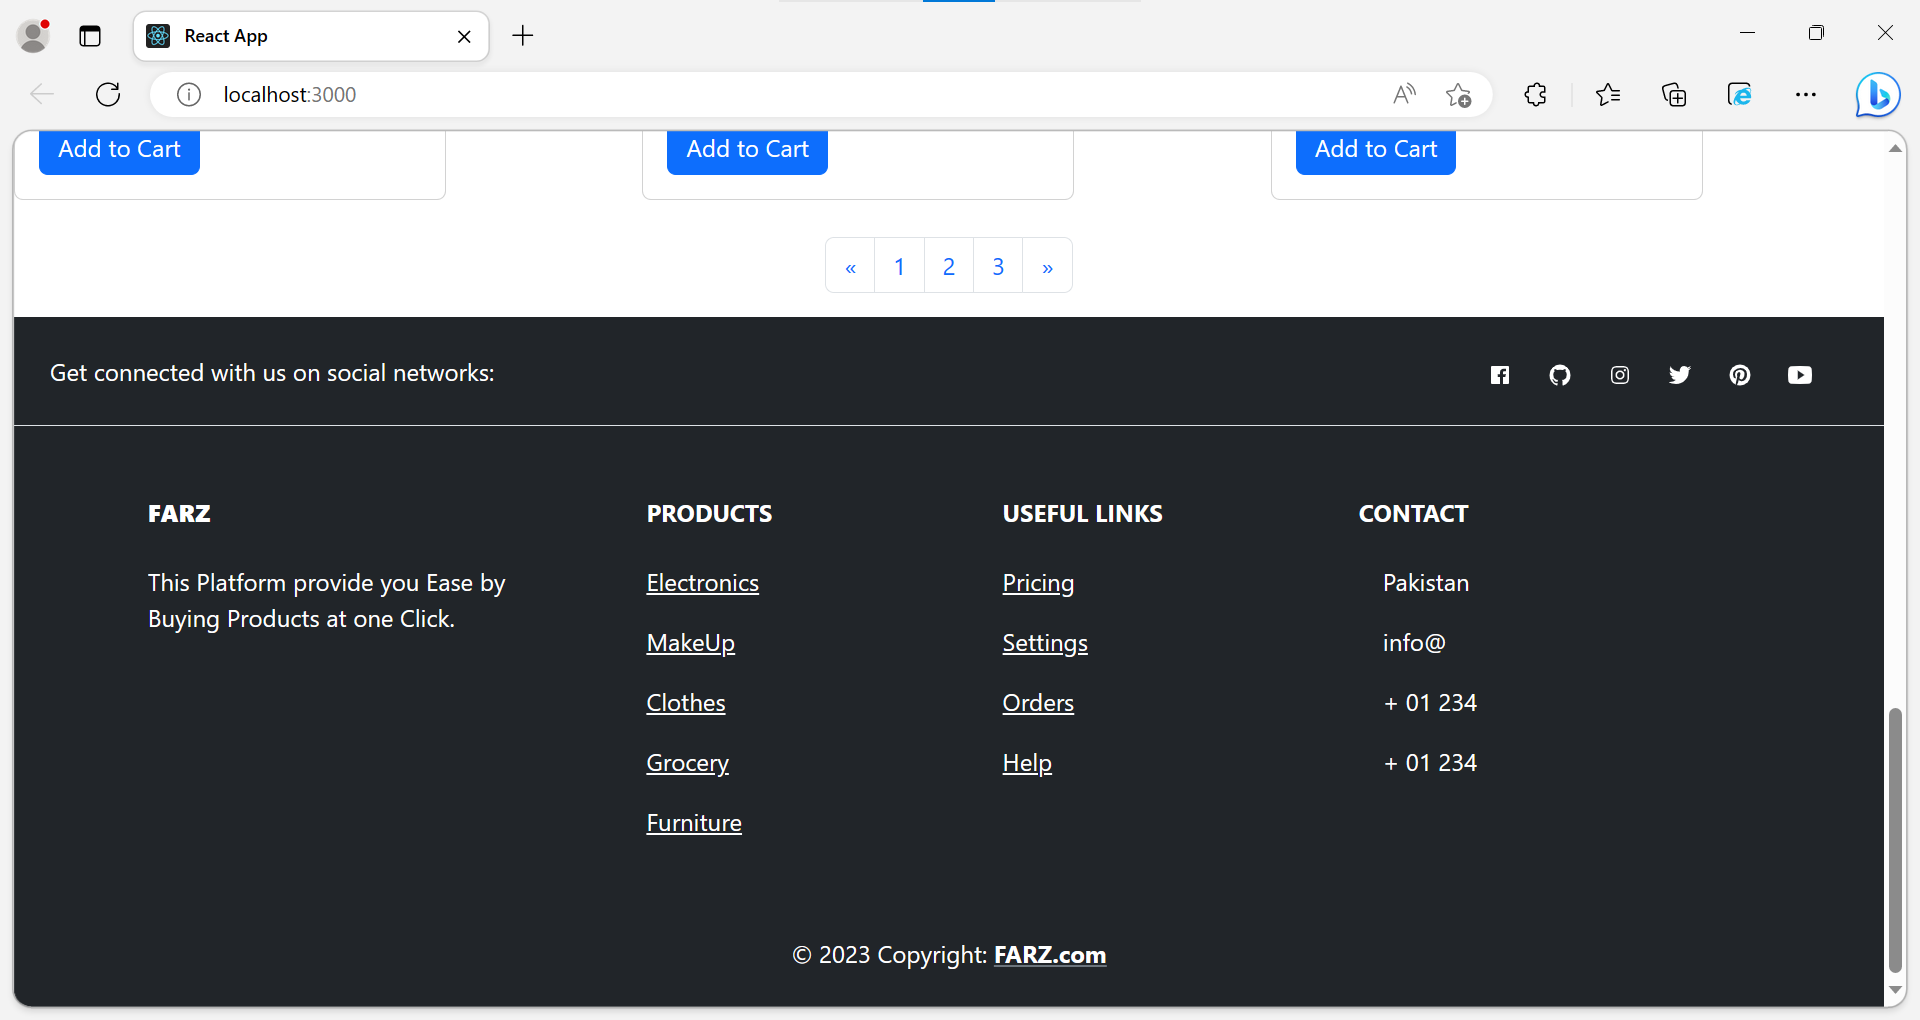 React App
localhost:3000
Add to Cart Add to Cart Add to Cart
« 1 2 3 »
Get connected with us on social networks:
FARZ
This Platform provide you Ease by
Buying Products at one Click.
PRODUCTS
Electronics
MakeUp
Clothes
Grocery
Furniture
USEFUL LINKS
Pricing
Settings
Orders
Help
CONTACT
Pakistan
info@
+ 01 234
+ 01 234
© 2023 Copyright: FARZ.com